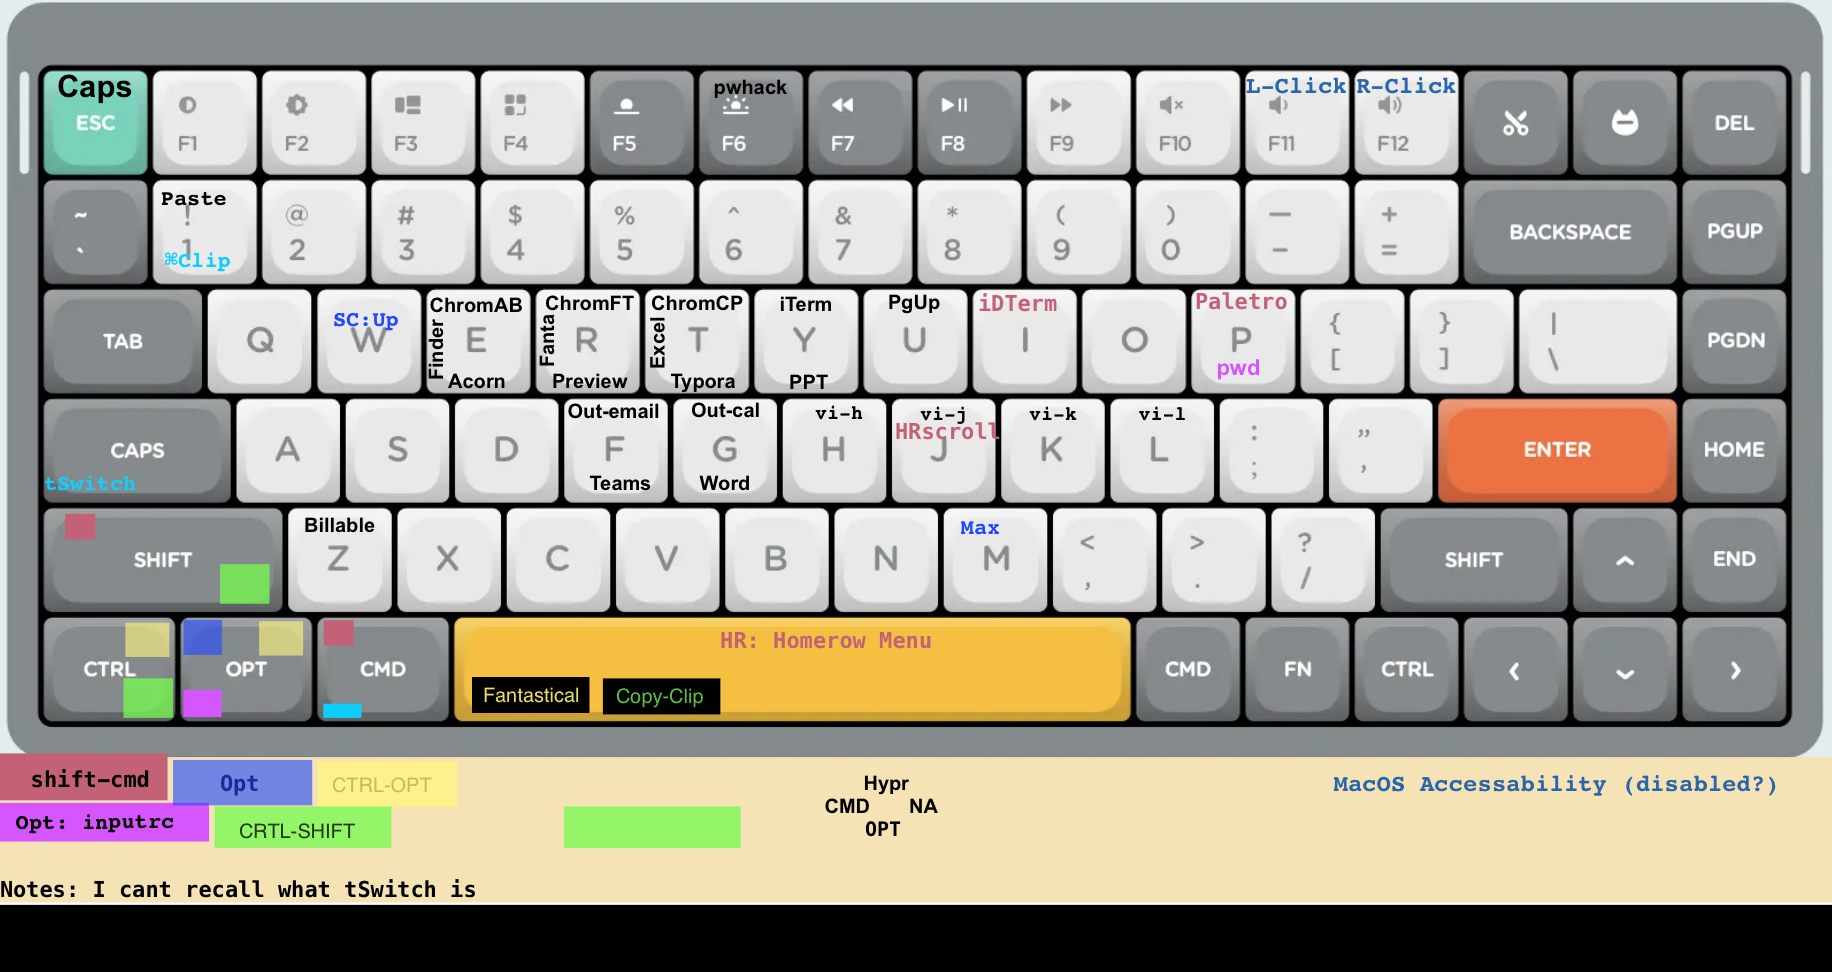 Caps
ESC
F1
F2
F3
F4
F5
pwhack
F6
F7
F8
F9
F10
L-Click
F11
R-Click
F12
DEL
~
`
Paste
!
1
⌘Clip
@
2
#
3
$
4
%
5
^
6
&
7
*
8
(
9
)
0
—
-
+
=
BACKSPACE
PGUP
TAB
Q
SC:Up
W
ChromAB
Finder
E
Acorn
ChromFT
Fanta
R
Preview
ChromCP
Excel
T
Typora
iTerm
Y
PPT
PgUp
U
iDTerm
I
O
Paletro
P
pwd
{
[
}
]
|
\
PGDN
CAPS
tSwitch
A
S
D
Out-email
F
Teams
Out-cal
G
Word
vi-h
H
vi-j
HRscroll
J
vi-k
K
vi-l
L
:
;
”
’
ENTER
HOME
SHIFT
Billable
Z
X
C
V
B
N
Max
M
<
,
>
.
?
/
SHIFT
END
CTRL
OPT
CMD
HR: Homerow Menu
Fantastical
Copy-Clip
CMD
FN
CTRL
shift-cmd
Opt
CTRL-OPT
Opt: inputrc
CRTL-SHIFT
Hypr
CMD NA
OPT
MacOS Accessability (disabled?)
Notes: I cant recall what tSwitch is